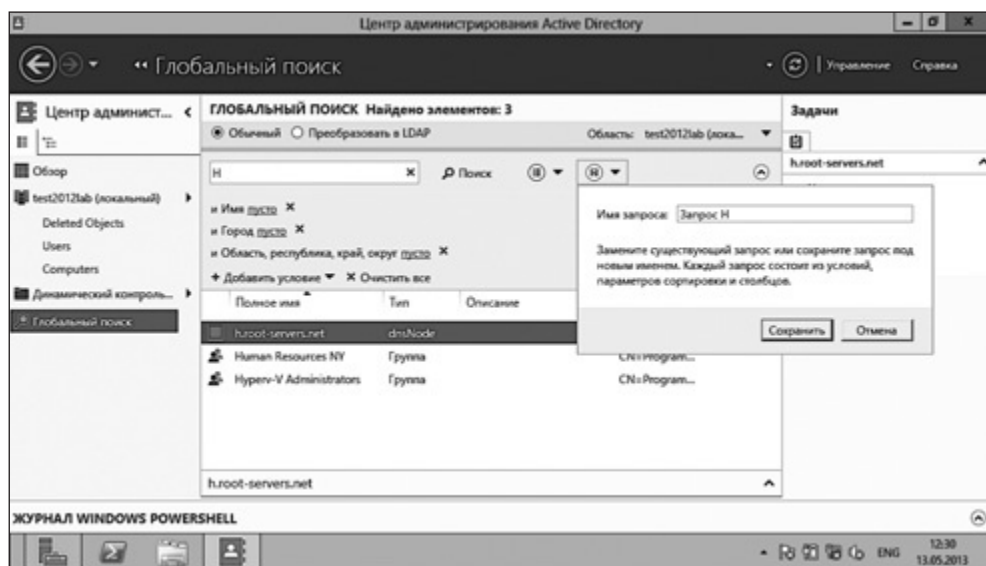 Центр администрирования Active Directory
Глобальный поиск
Управление Справка
Центр админист...
ГЛОБАЛЬНЫЙ ПОИСК Найдено элементов: 3
Задачи
Обычный Преобразовать в LDAP Область: test2012lab (лока...
Обзор
H Поиск
h.root-servers.net
test2012lab (локальный)
Deleted Objects
Users
Computers
Динамический контроль...
Глобальный поиск
и Имя пусто
и Город пусто
и Область, республика, край, округ пусто
+ Добавить условие Очистить все
Имя запроса: Запрос H
Замените существующий запрос или сохраните запрос под
новым именем. Каждый запрос состоит из условий,
параметров сортировки и столбцов.
Сохранить Отмена
Полное имя Тип Описание
h.root-servers.net dnsNode
Human Resources NY Группа CN=Program...
Hyperv-V Administrators Группа CN=Program...
h.root-servers.net
ЖУРНАЛ WINDOWS POWERSHELL
ENG 12:30
13.05.2013